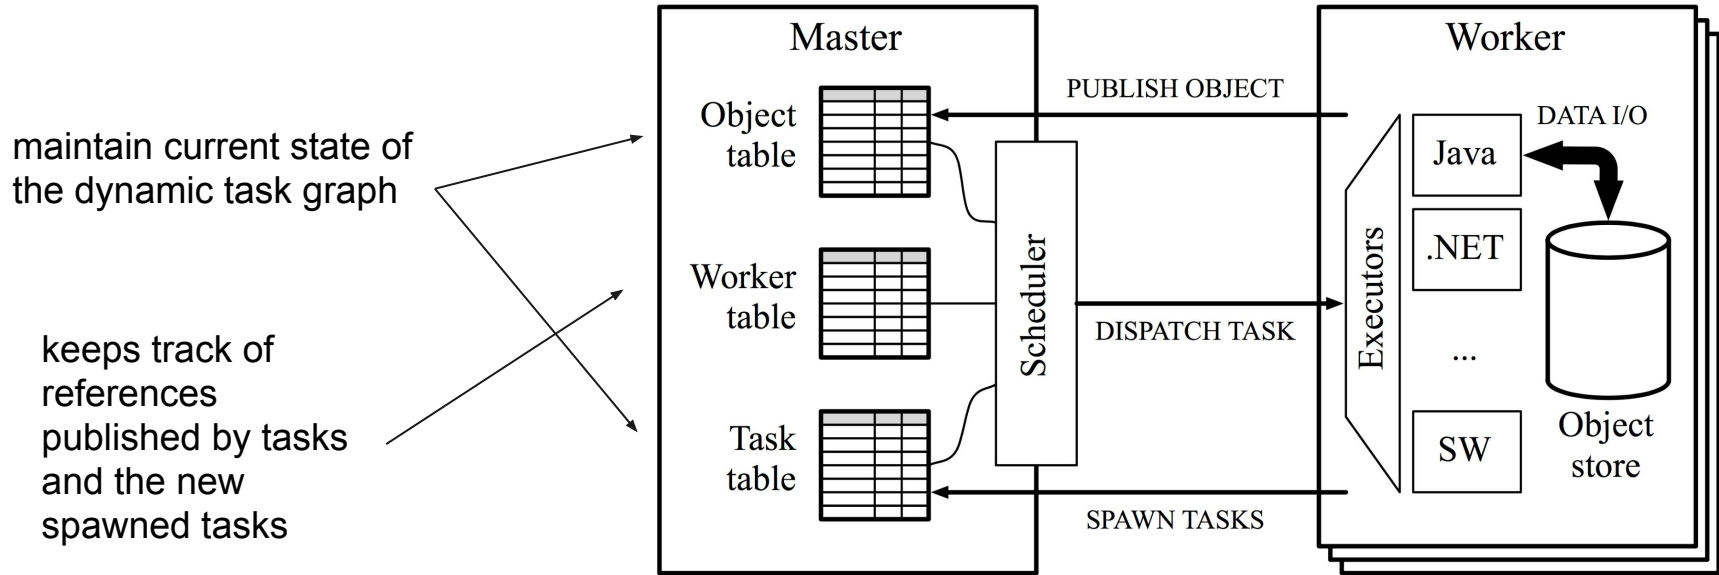 maintain current state of
the dynamic task graph
keeps track of
references
published by tasks
and the new
spawned tasks
Master
Object
table
Worker
table
Task
table
Scheduler
PUBLISH OBJECT
DISPATCH TASK
SPAWN TASKS
Worker
Executors
Java
.NET
...
SW
DATA I/O
Object
store